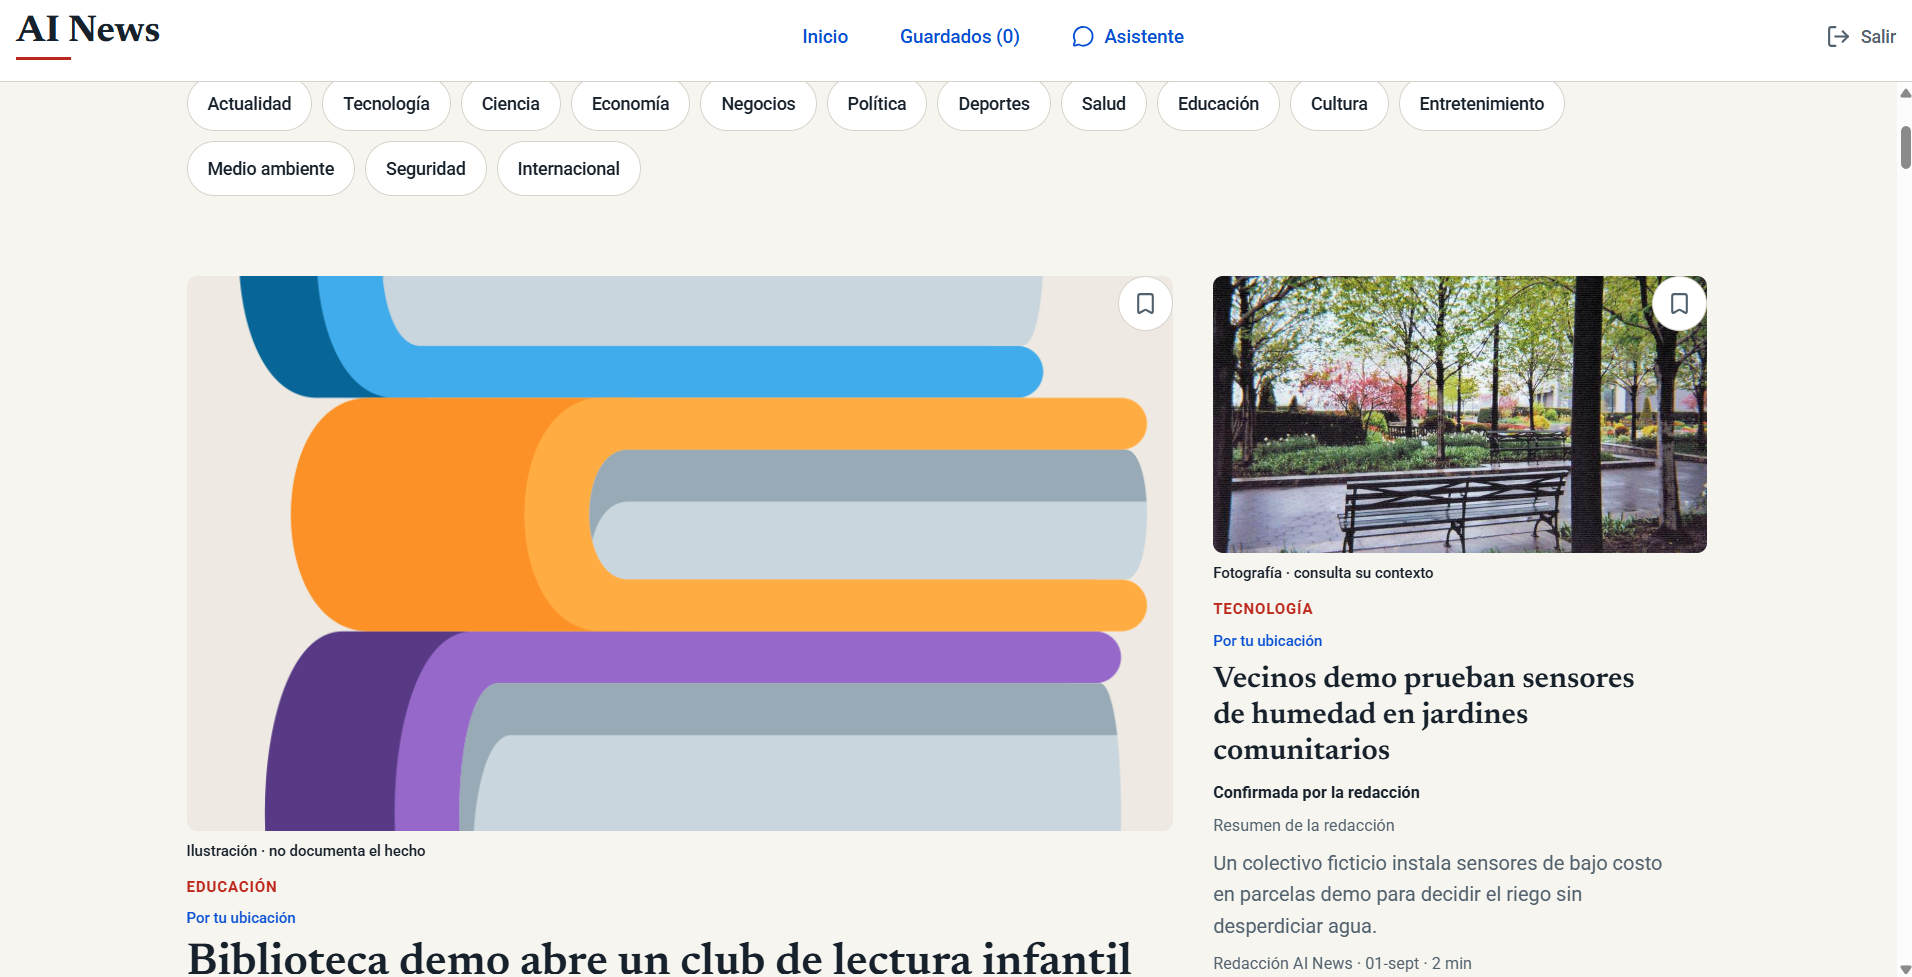 AI News
Inicio
Guardados (0)
Asistente
Salir
Actualidad
Tecnología
Ciencia
Economía
Negocios
Política
Deportes
Salud
Educación
Cultura
Entretenimiento
Medio ambiente
Seguridad
Internacional
Ilustración · no documenta el hecho
EDUCACIÓN
Por tu ubicación
Biblioteca demo abre un club de lectura infantil
Fotografía · consulta su contexto
TECNOLOGÍA
Por tu ubicación
Vecinos demo prueban sensores
de humedad en jardines
comunitarios
Confirmada por la redacción
Resumen de la redacción
Un colectivo ficticio instala sensores de bajo costo
en parcelas demo para decidir el riego sin
desperdiciar agua.
Redacción AI News · 01-sept · 2 min